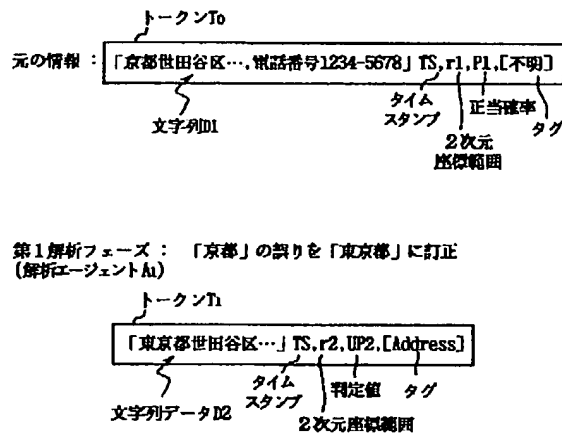 トークンT0
元の情報 : 「京都世田谷区…,電話番号1234-5678」TS,r1,P1,[不明]
文字列D1
タイム
スタンプ
正当確率
2次元
座標範囲
タグ
第1解析フェーズ : 「京都」の誤りを「東京都」に訂正
(解析エージェントA1)
トークンT1
「東京都世田谷区…」TS,r2,UP2,[Address]
文字列データD2
タイム
スタンプ
判定値
タグ
2次元座標範囲